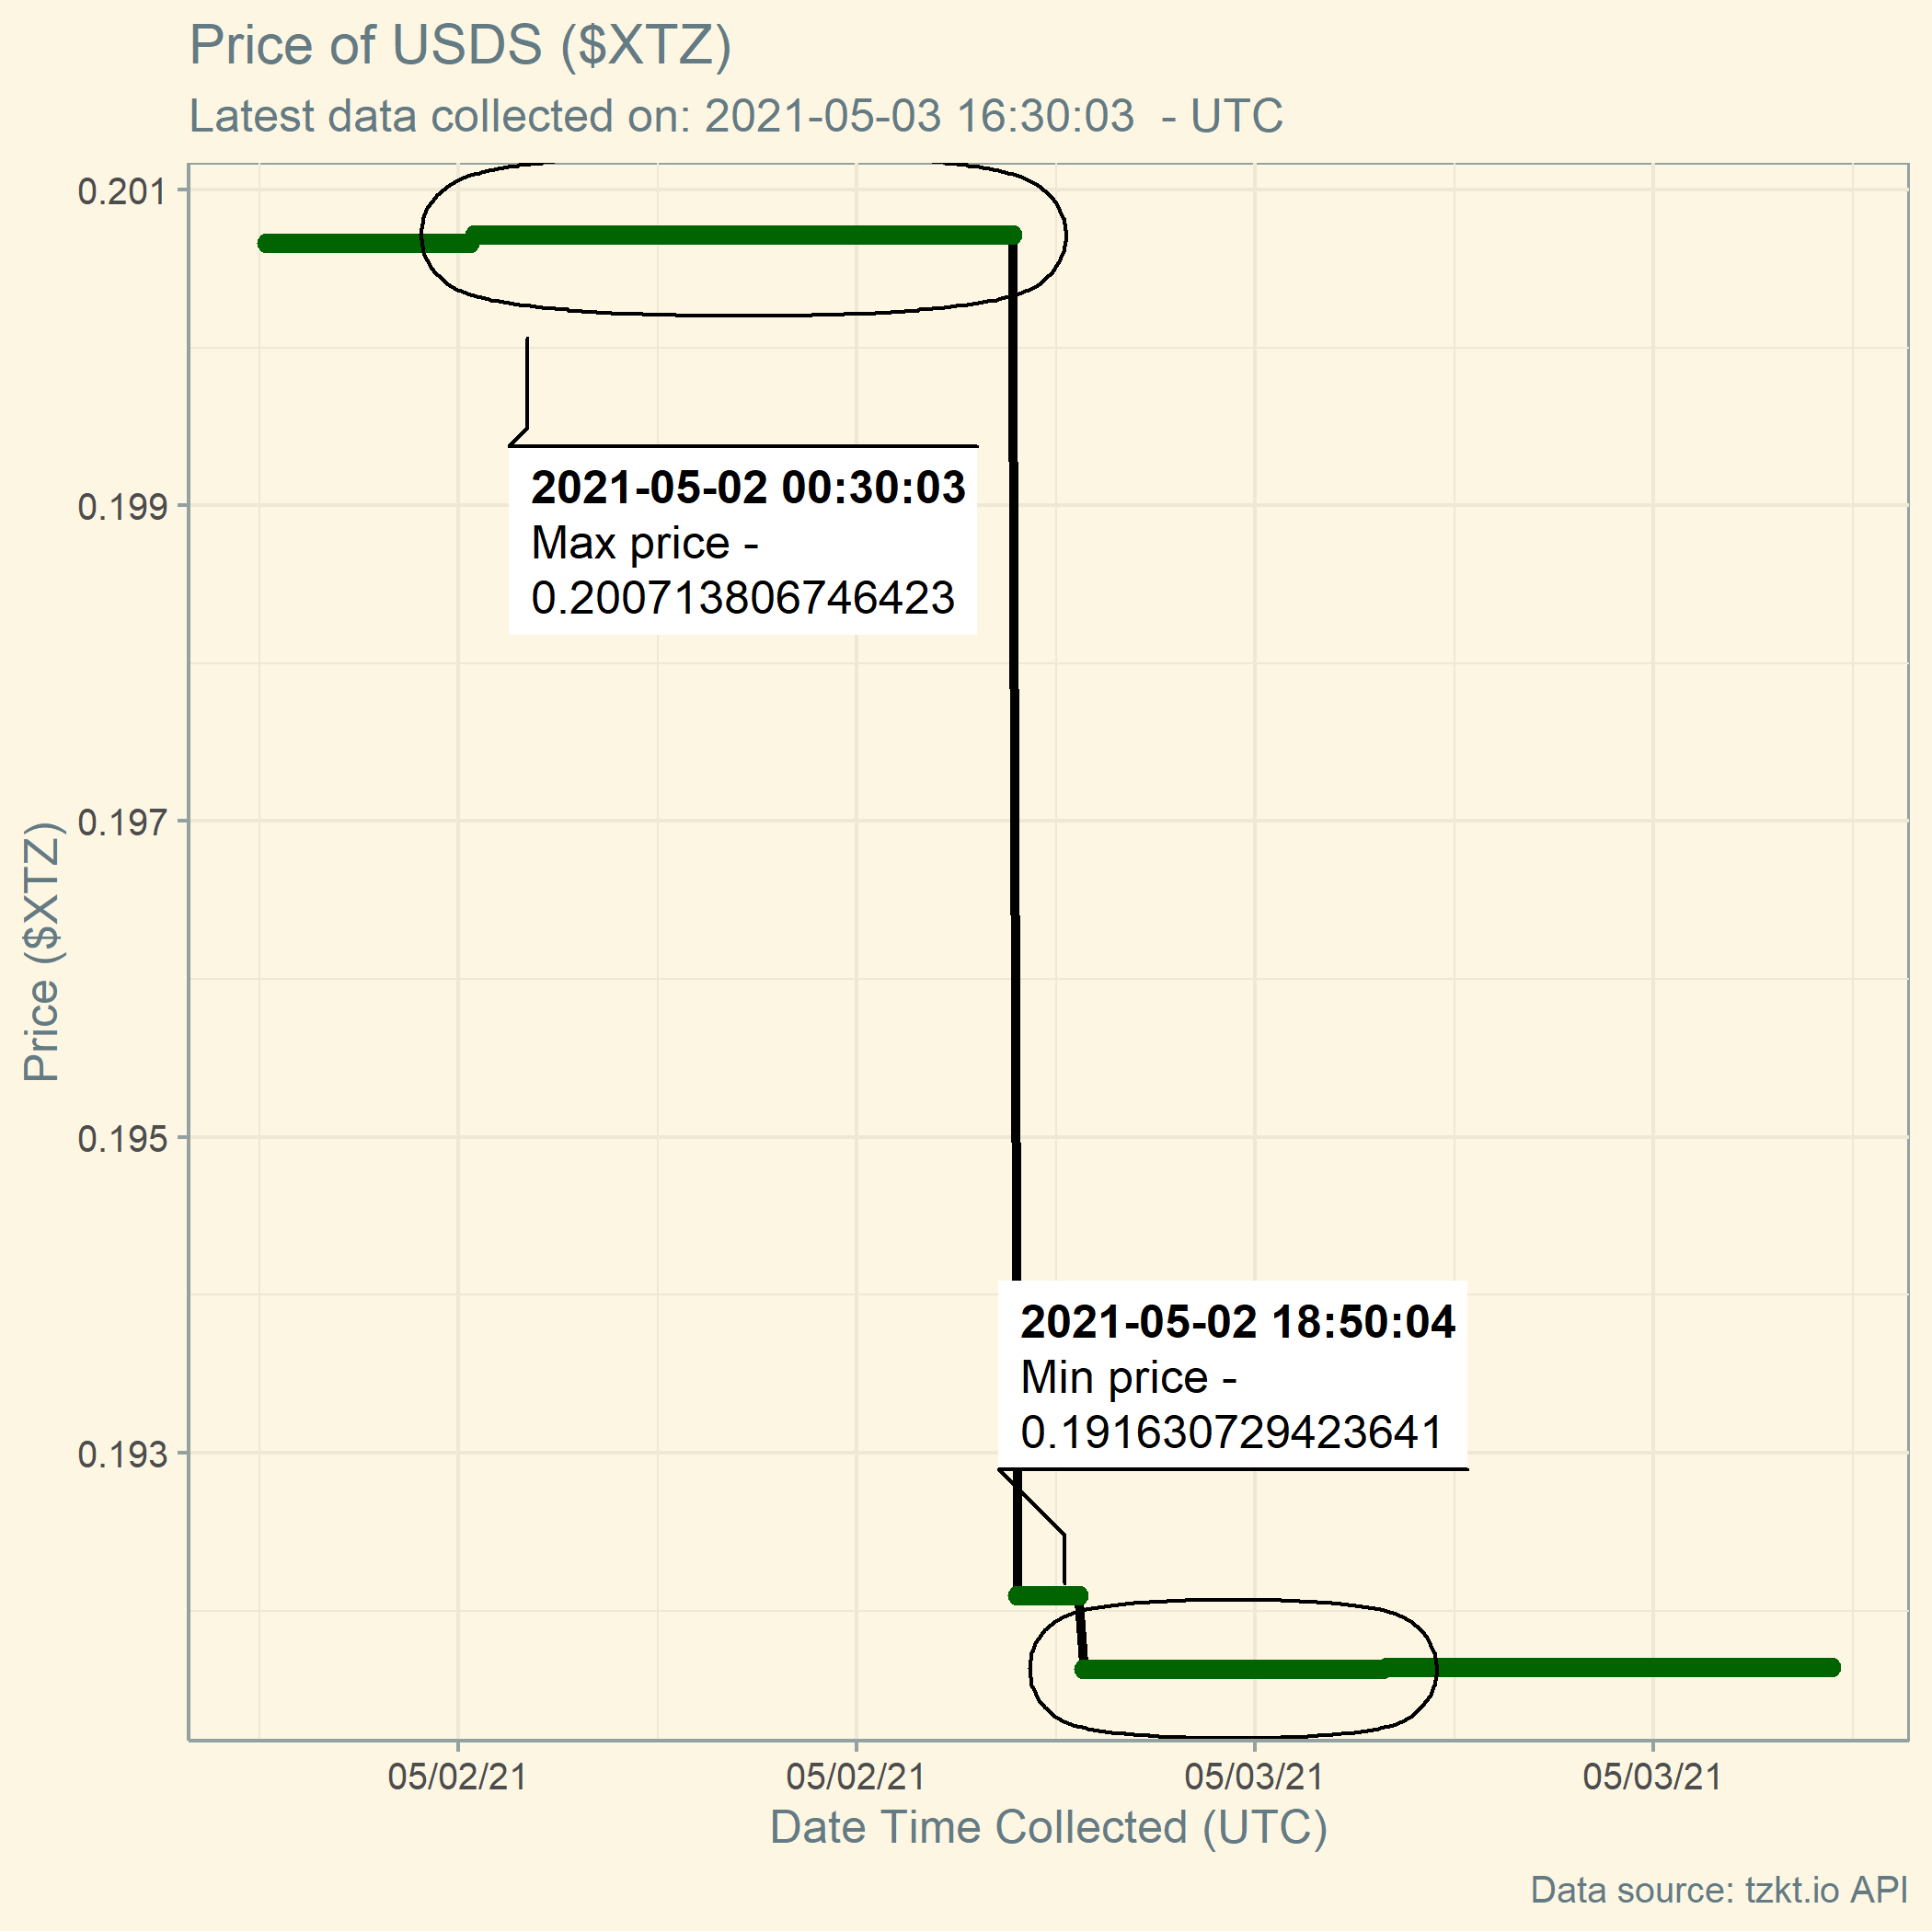 Price of USDS ($XTZ)
Latest data collected on: 2021-05-03 16:30:03  - UTC
0.201
0.199
0.197
0.195
0.193
Price ($XTZ)
2021-05-02 00:30:03
Max price -
0.200713806746423
2021-05-02 18:50:04
Min price -
0.191630729423641
05/02/21
05/02/21
05/03/21
05/03/21
Date Time Collected (UTC)
Data source: tzkt.io API